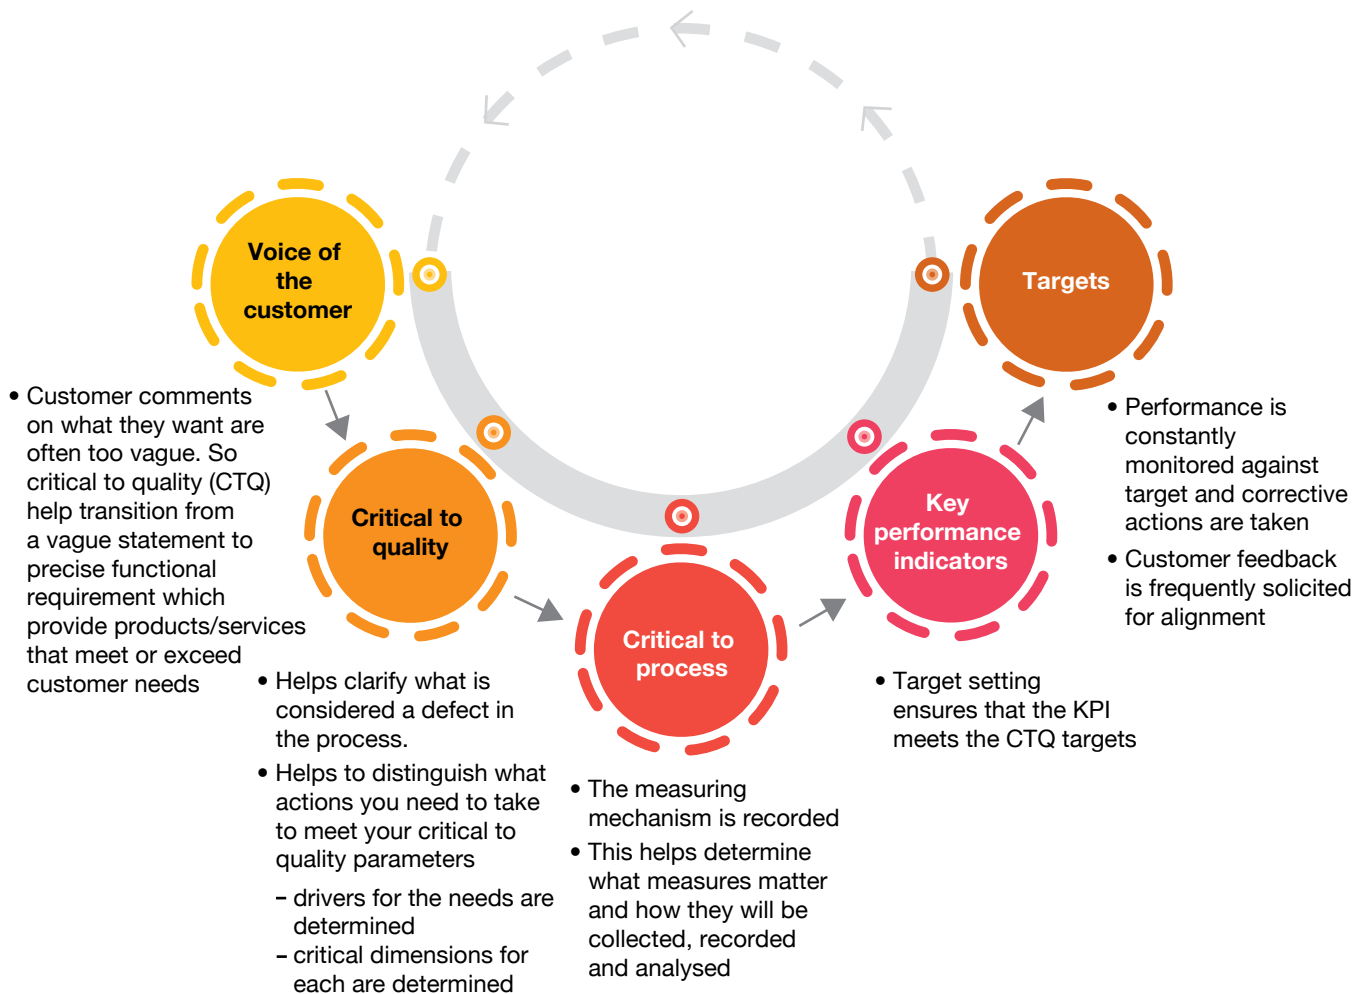 Voice of
the
customer
• Customer comments
on what they want are
often too vague. So
critical to quality (CTQ)
help transition from
a vague statement to
precise functional
requirement which
provide products/services
that meet or exceed
customer needs
Critical to
quality
• Helps clarify what is
considered a defect in
the process.
• Helps to distinguish what
actions you need to take
to meet your critical to
quality parameters
– drivers for the needs are
determined
– critical dimensions for
each are determined
Critical to
process
• The measuring
mechanism is recorded
• This helps determine
what measures matter
and how they will be
collected, recorded
and analysed
Key
performance
indicators
• Target setting
ensures that the KPI
meets the CTQ targets
Targets
• Performance is
constantly
monitored against
target and corrective
actions are taken
• Customer feedback
is frequently solicited
for alignment